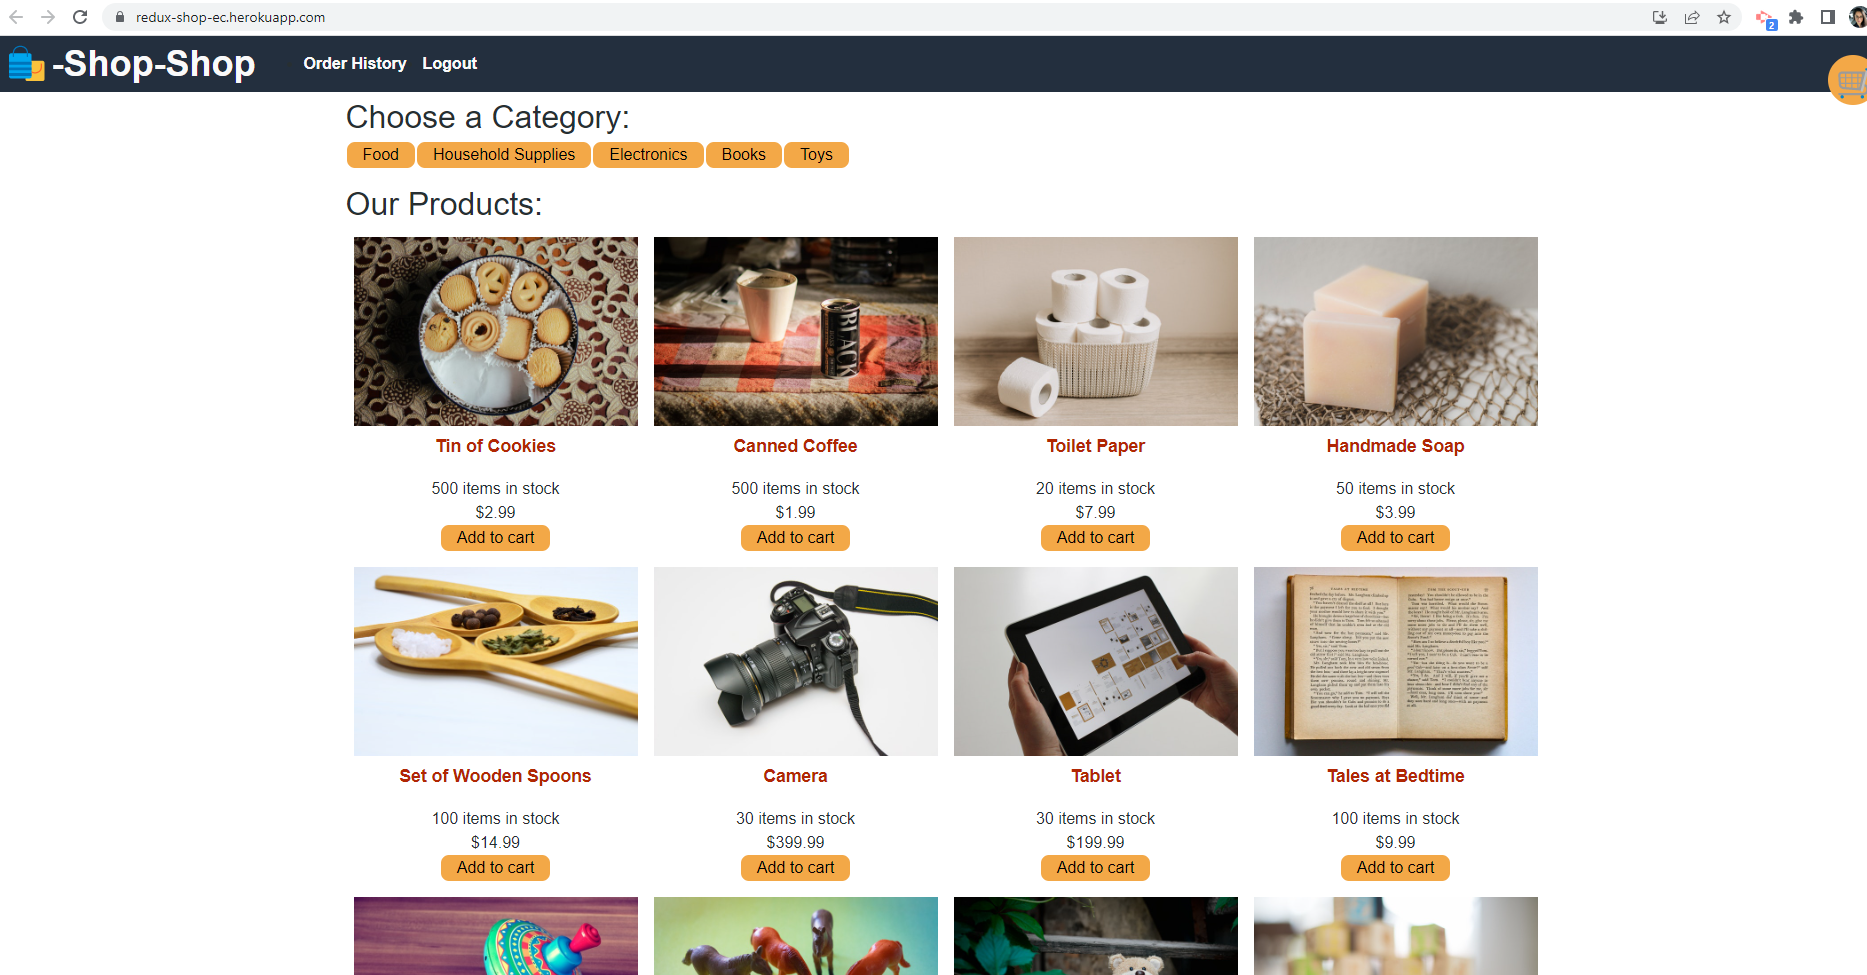 redux-shop-ec.herokuapp.com
2
-Shop-Shop
Order History Logout
Choose a Category:
Food Household Supplies Electronics Books Toys
Our Products:
BLACK
Tin of Cookies Canned Coffee Toilet Paper Handmade Soap
500 items in stock 500 items in stock 20 items in stock 50 items in stock
$2.99 $1.99 $7.99 $3.99
Add to cart Add to cart Add to cart Add to cart
Set of Wooden Spoons Camera Tablet Tales at Bedtime
100 items in stock 30 items in stock 30 items in stock 100 items in stock
$14.99 $399.99 $199.99 $9.99
Add to cart Add to cart Add to cart Add to cart